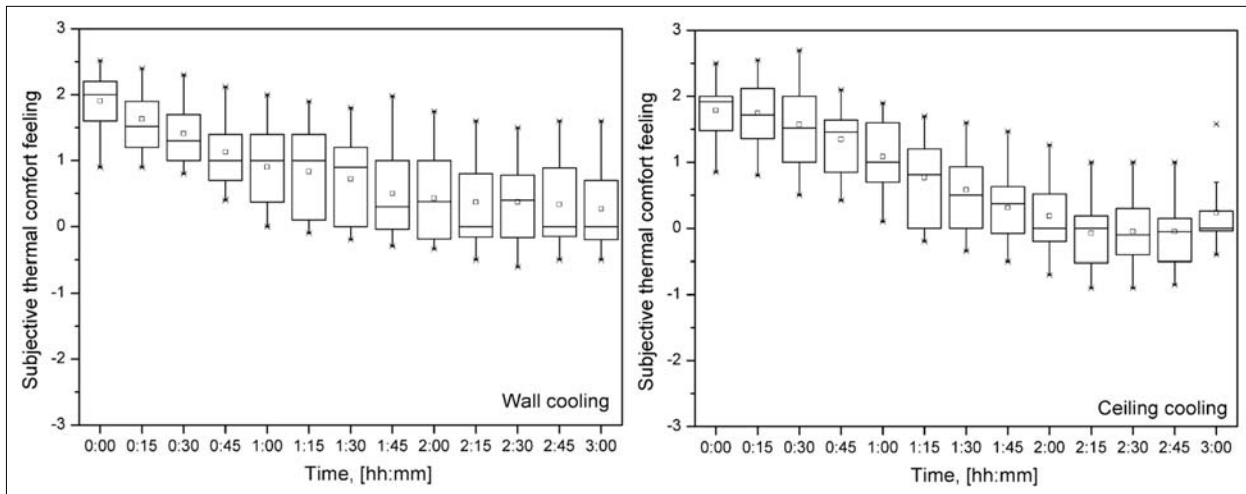 3
2
1
0
-1
-2
-3
Subjective thermal comfort feeling
Wall cooling
0:00 0:15 0:30 0:45 1:00 1:15 1:30 1:45 2:00 2:15 2:30 2:45 3:00
Time, [hh:mm]
3
2
1
0
-1
-2
-3
Subjective thermal comfort feeling
Ceiling cooling
0:00 0:15 0:30 0:45 1:00 1:15 1:30 1:45 2:00 2:15 2:30 2:45 3:00
Time, [hh:mm]